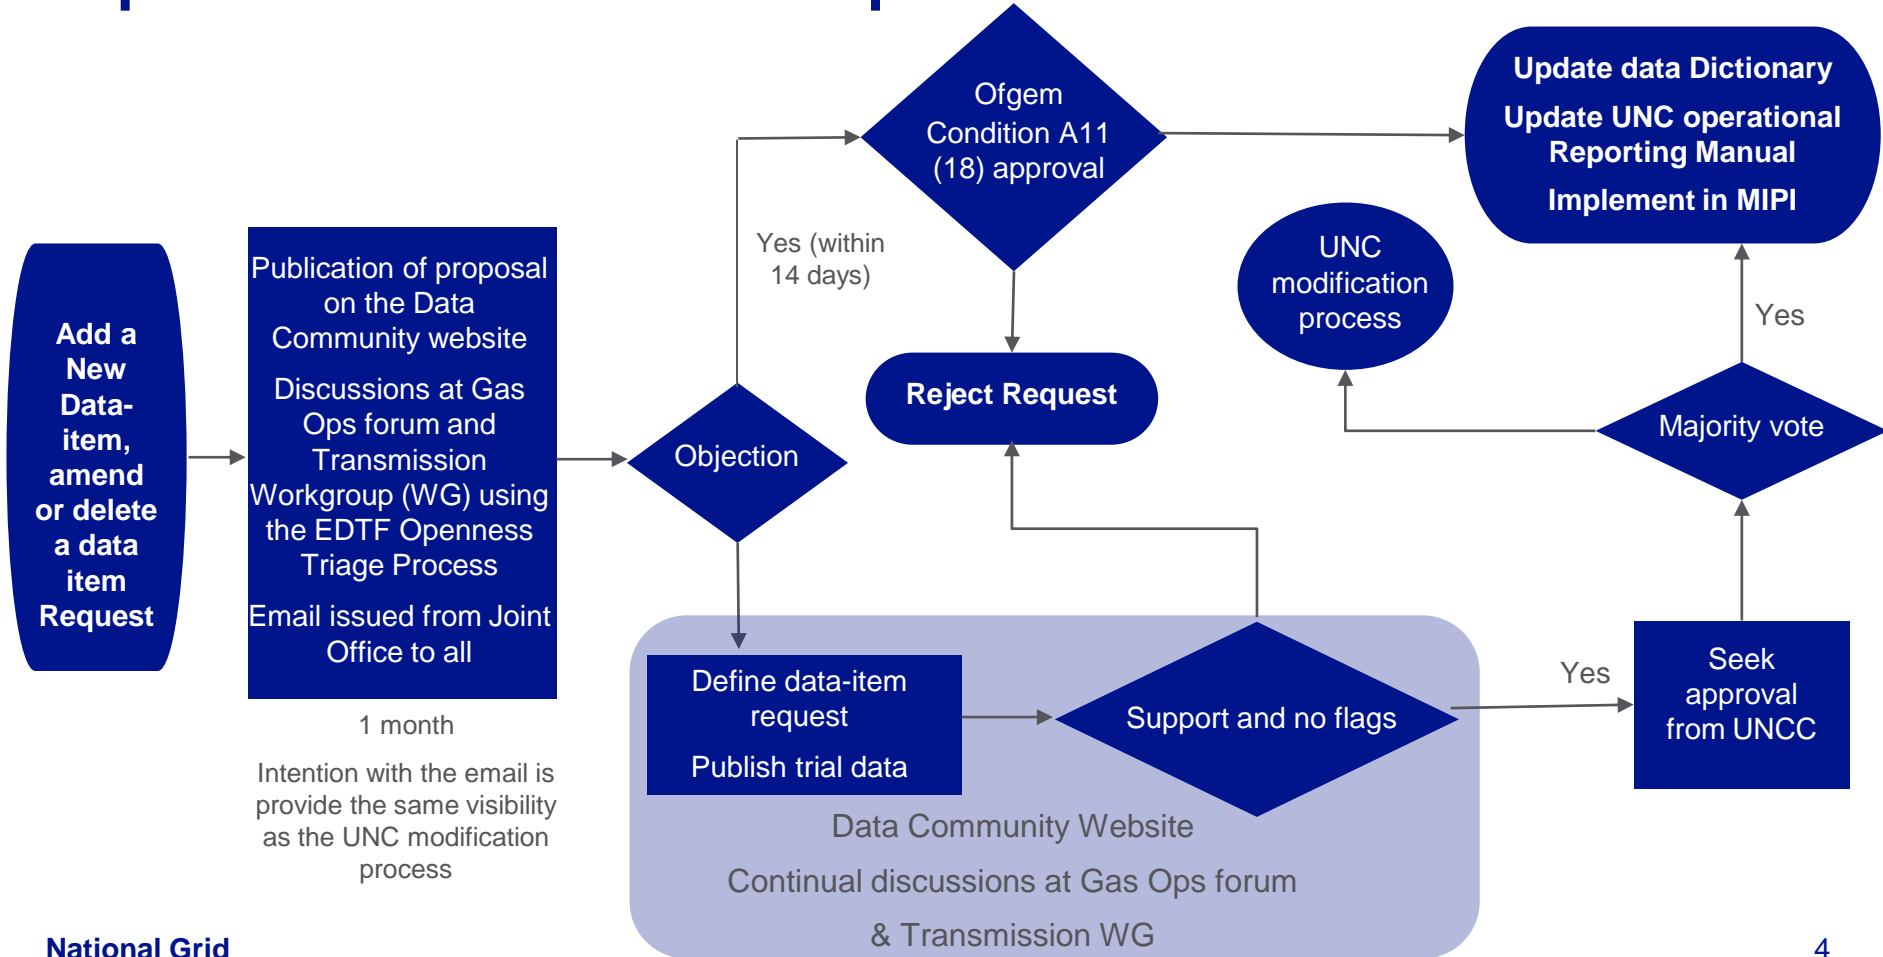 Add a
New
Data-
item,
amend
or delete
a data
item
Request
Publication of proposal
on the Data
Community website
Discussions at Gas
Ops forum and
Transmission
Workgroup (WG) using
the EDTF Openness
Triage Process
Email issued from Joint
Office to all
1 month
Intention with the email is
provide the same visibility
as the UNC modification
process
Objection
Yes (within
14 days)
Ofgem
Condition A11
(18) approval
Reject Request
Update data Dictionary
Update UNC operational
Reporting Manual
Implement in MIPI
UNC
modification
process
Yes
Majority vote
Define data-item
request
Publish trial data
Support and no flags
Yes
Seek
approval
from UNCC
Data Community Website
Continual discussions at Gas Ops forum
& Transmission WG
National Grid
4